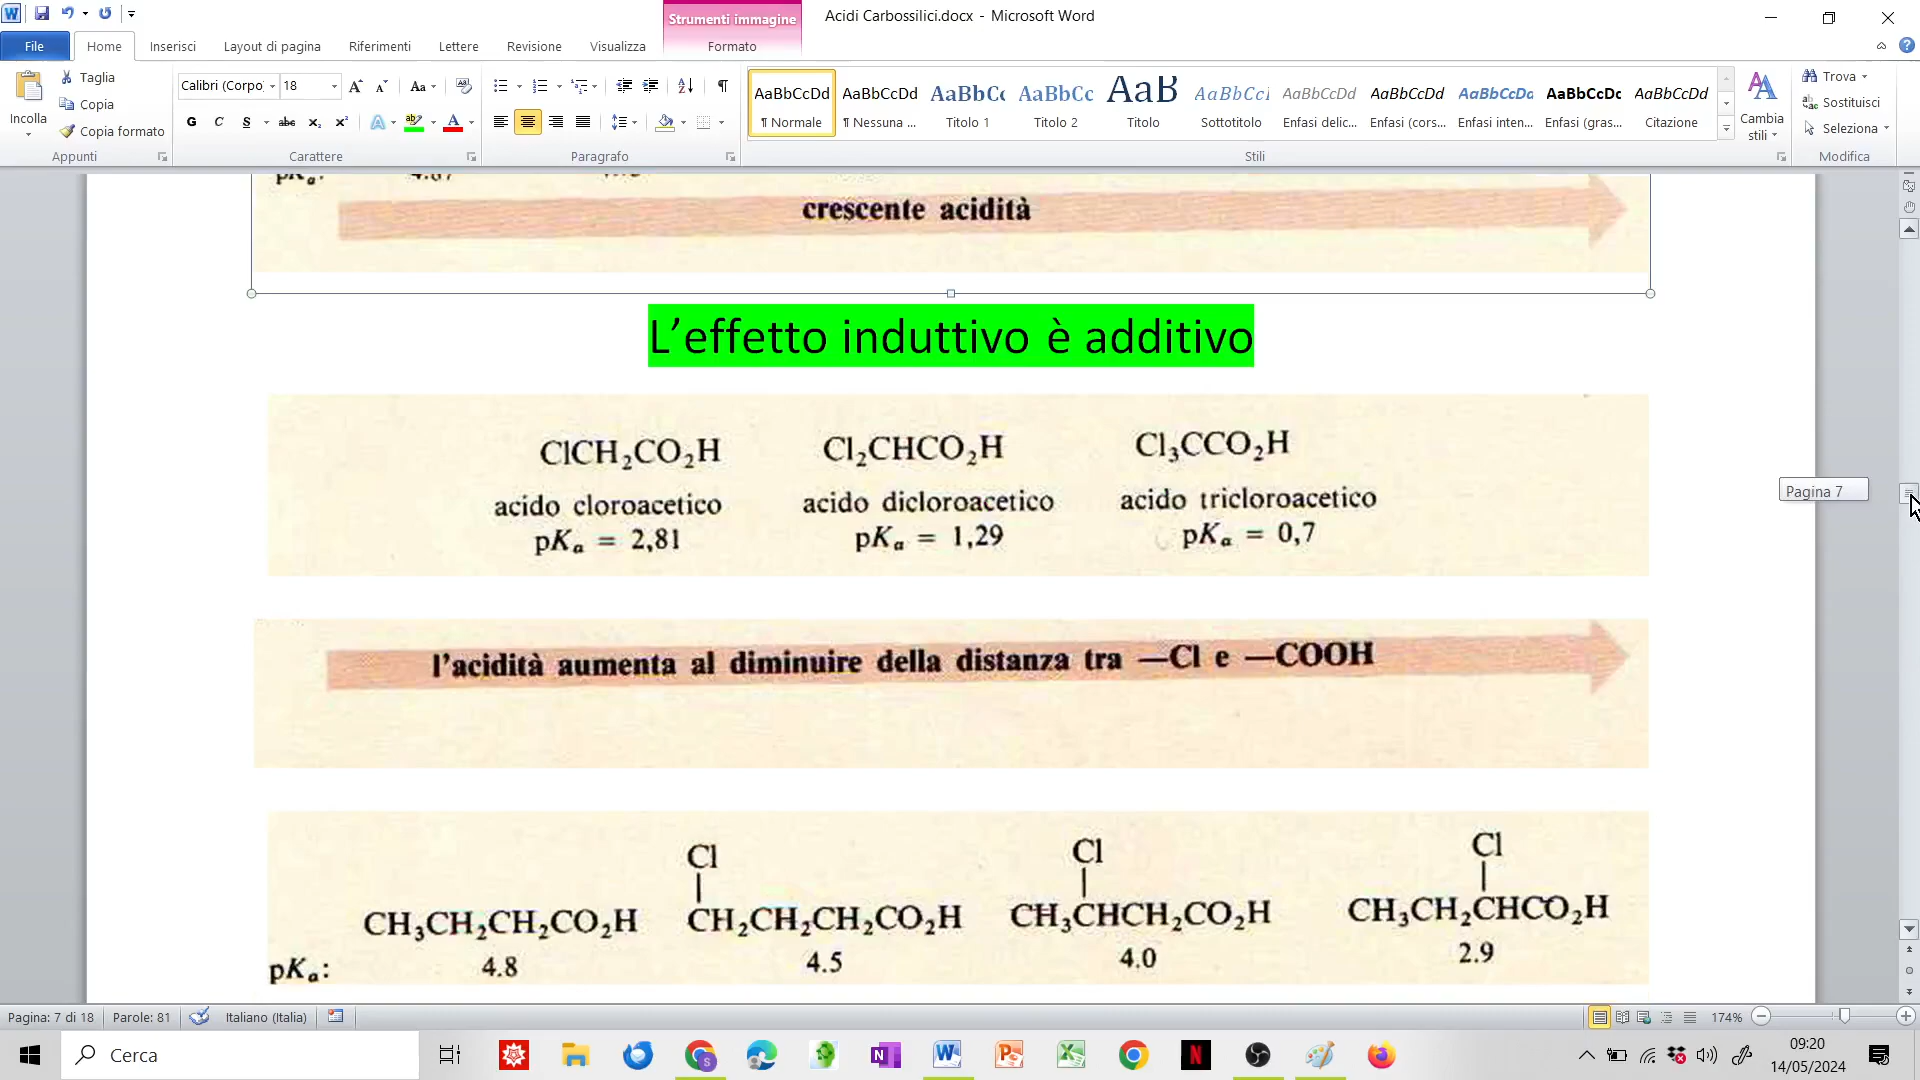 Strumenti immagine
Acidi Carbossilici.docx - Microsoft Word
File Home Inserisci Layout di pagina Riferimenti Lettere Revisione Visualizza Formato
Incolla
Taglia
Copia
Copia formato
Appunti
Calibri (Corpo 18
Carattere
Paragrafo
AaBbCcDd AaBbCcDd AaBbCc AaBbCc AaB AaBbCcI AaBbCcDd AaBbCcDd AaBbCcDd AaBbCcDc AaBbCcDd
¶ Normale ¶ Nessuna ... Titolo 1 Titolo 2 Titolo Sottotitolo Enfasi delic... Enfasi (cors... Enfasi inten... Enfasi (gras... Citazione
Stili
Cambia stili
Trova
Sostituisci
Seleziona
Modifica
crescente acidità
L’effetto induttivo è additivo
ClCH₂CO₂H Cl₂CHCO₂H Cl₃CCO₂H
acido cloroacetico acido dicloroacetico acido tricloroacetico
pKₐ = 2,81 pKₐ = 1,29 pKₐ = 0,7
Pagina 7
l’acidità aumenta al diminuire della distanza tra —Cl e —COOH
Cl Cl Cl
CH₃CH₂CH₂CO₂H CH₂CH₂CH₂CO₂H CH₃CHCH₂CO₂H CH₃CH₂CHCO₂H
pKₐ: 4.8 4.5 4.0 2.9
Pagina: 7 di 18 Parole: 81 Italiano (Italia) 174%
Cerca
09:20
14/05/2024